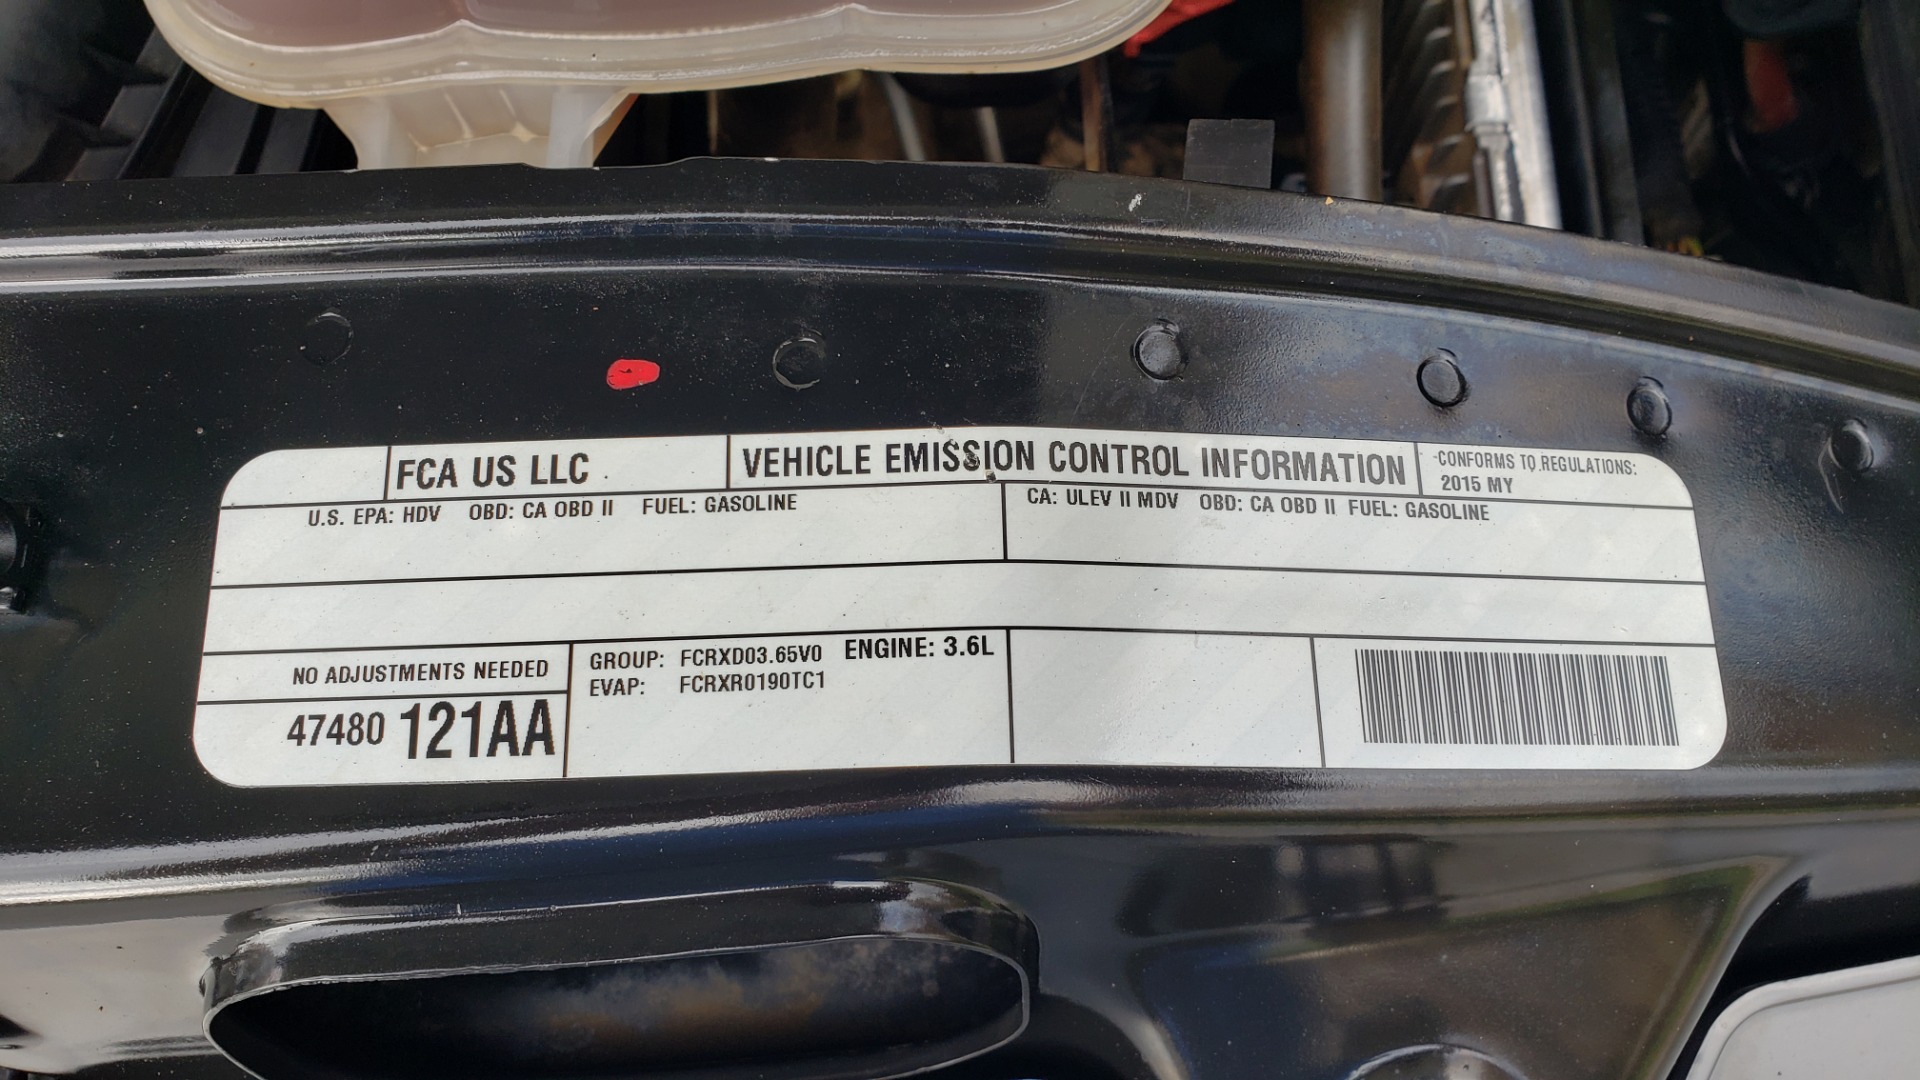 FCA US LLC
VEHICLE EMISSION CONTROL INFORMATION
CONFORMS TO REGULATIONS:
2015 MY
U.S. EPA: HDV OBD: CA OBD II FUEL: GASOLINE
CA: ULEV II MDV OBD: CA OBD II FUEL: GASOLINE
NO ADJUSTMENTS NEEDED
47480 121AA
GROUP: FCRXD03.65V0 ENGINE: 3.6L
EVAP: FCRXR0190TC1